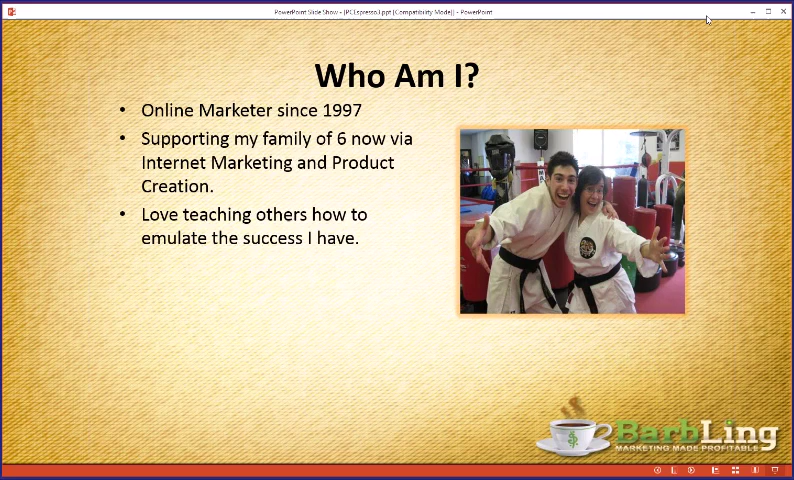 PowerPoint Slide Show - [PCEspresso3.ppt [Compatibility Mode]] - PowerPoint
Who Am I?
• Online Marketer since 1997
• Supporting my family of 6 now via
Internet Marketing and Product
Creation.
• Love teaching others how to
emulate the success I have.
BarbLing
MARKETING MADE PROFITABLE